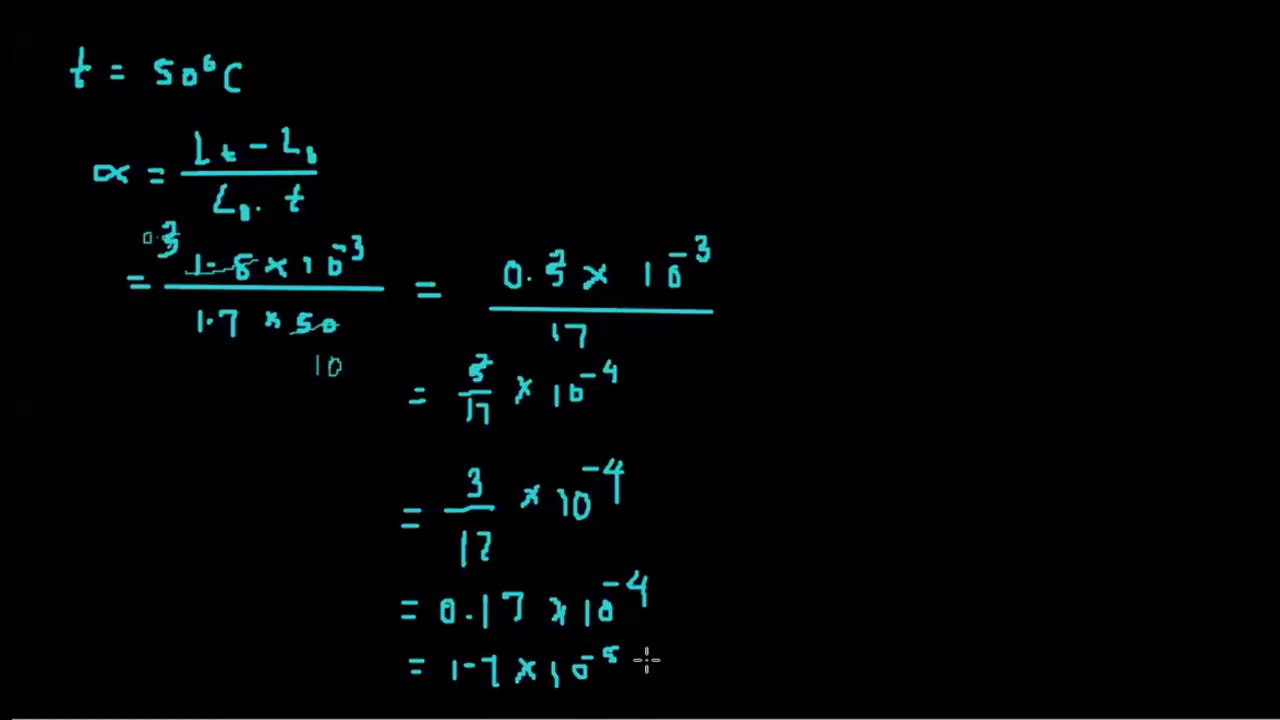 t = 50°C
∝ = (Lt - L0) / (L0. t)
= (1.5 × 10^-3) / (1.7 × 50) = (0.3 × 10^-3) / 17
0.3
10
= 3/17 × 10^-4
= 3/17 × 10^-4
= 0.17 × 10^-4
= 1.7 × 10^-5